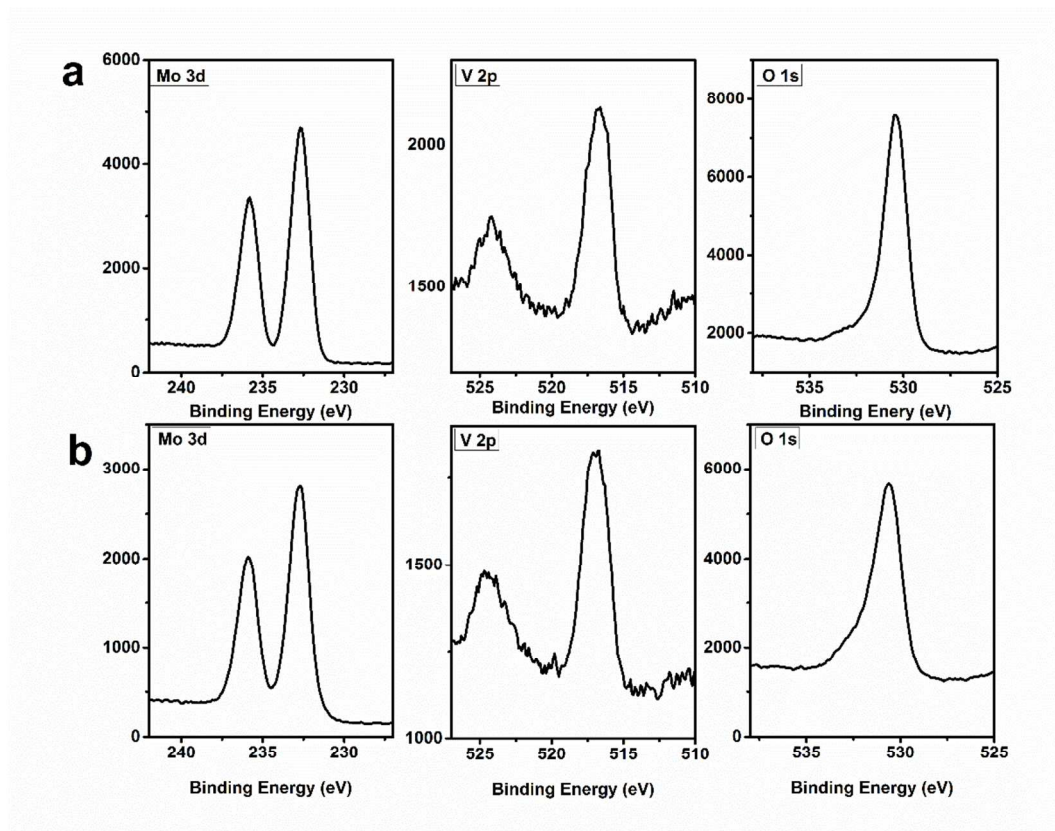 a
Mo 3d
6000
4000
2000
0
240 235 230
Binding Energy (eV)
V 2p
2000
1500
525 520 515 510
Binding Energy (eV)
O 1s
8000
6000
4000
2000
535 530 525
Binding Enery (eV)
b
Mo 3d
3000
2000
1000
0
240 235 230
Binding Energy (eV)
V 2p
1500
1000
525 520 515 510
Binding Energy (eV)
O 1s
6000
4000
2000
0
535 530 525
Binding Energy (eV)